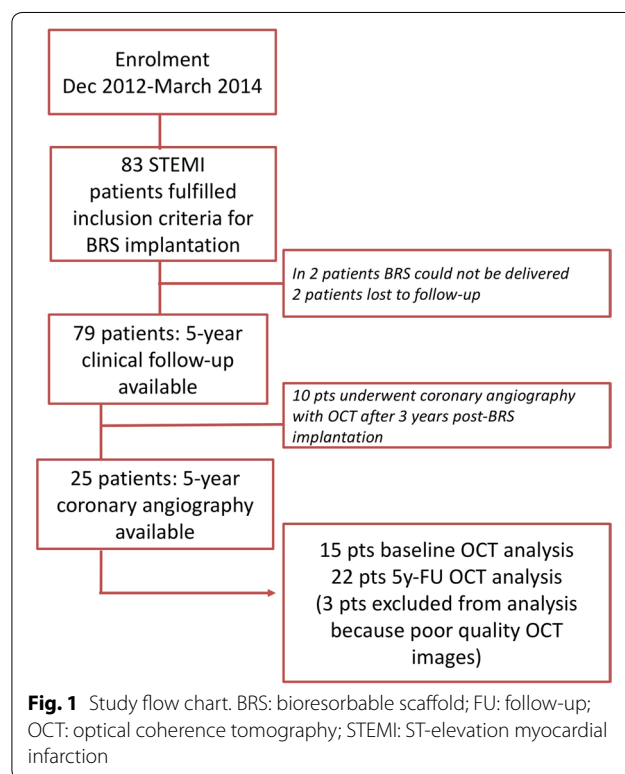 Enrolment
Dec 2012-March 2014
83 STEMI
patients fulfilled
inclusion criteria for
BRS implantation
In 2 patients BRS could not be delivered
2 patients lost to follow-up
79 patients: 5-year
clinical follow-up
available
10 pts underwent coronary angiography
with OCT after 3 years post-BRS
implantation
25 patients: 5-year
coronary angiography
available
15 pts baseline OCT analysis
22 pts 5y-FU OCT analysis
(3 pts excluded from analysis
because poor quality OCT
images)
Fig. 1 Study flow chart. BRS: bioresorbable scaffold; FU: follow-up;
OCT: optical coherence tomography; STEMI: ST-elevation myocardial
infarction